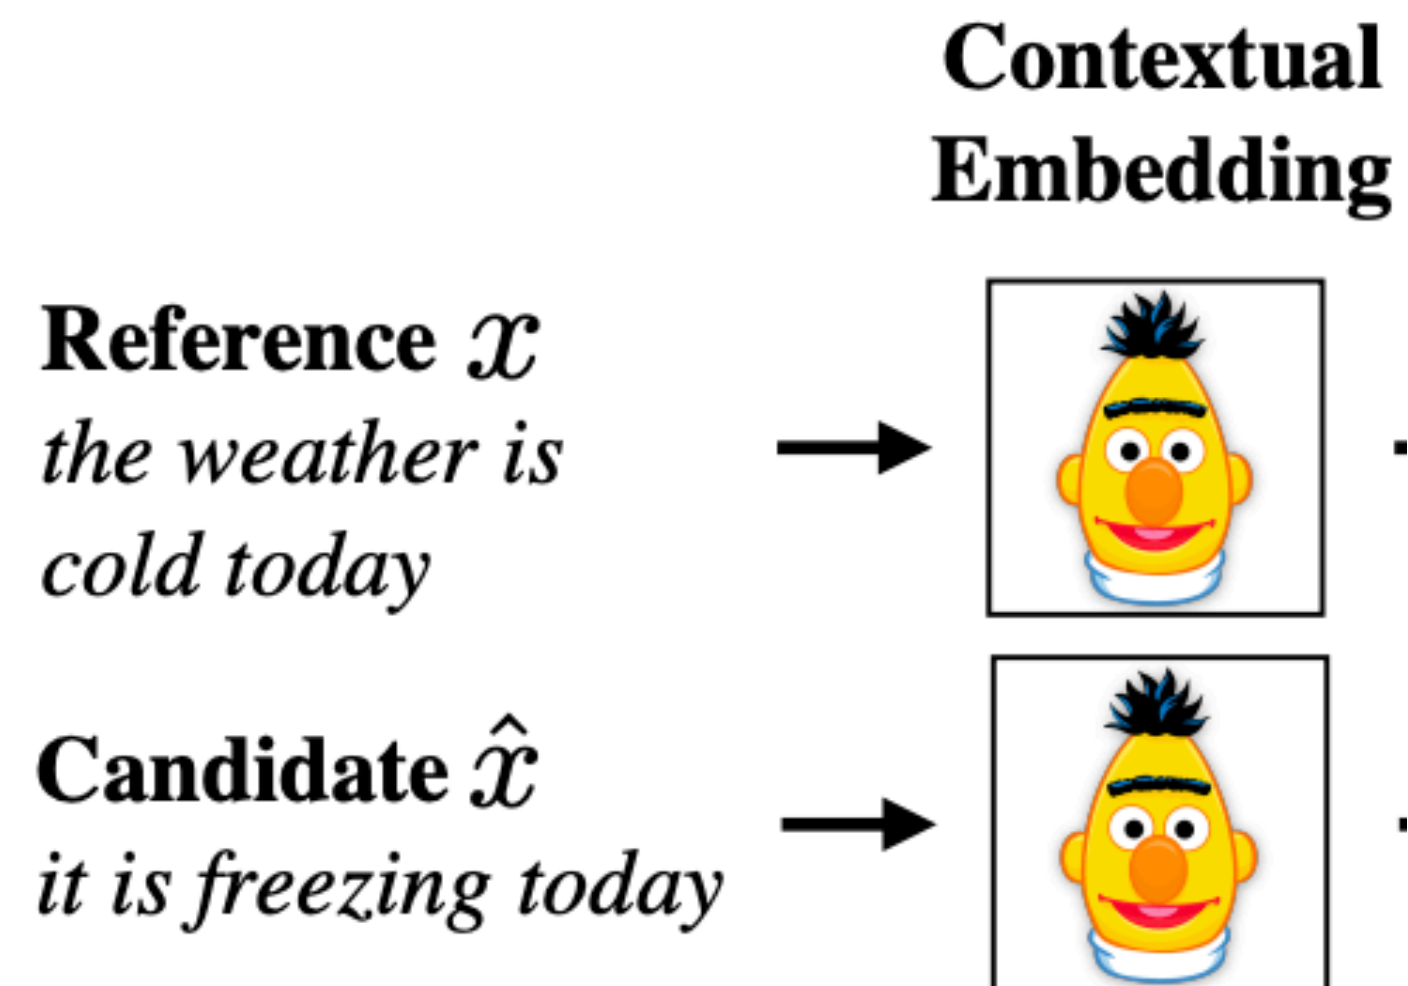 Contextual
Embedding
Reference x
the weather is
cold today
Candidate x̂
it is freezing today